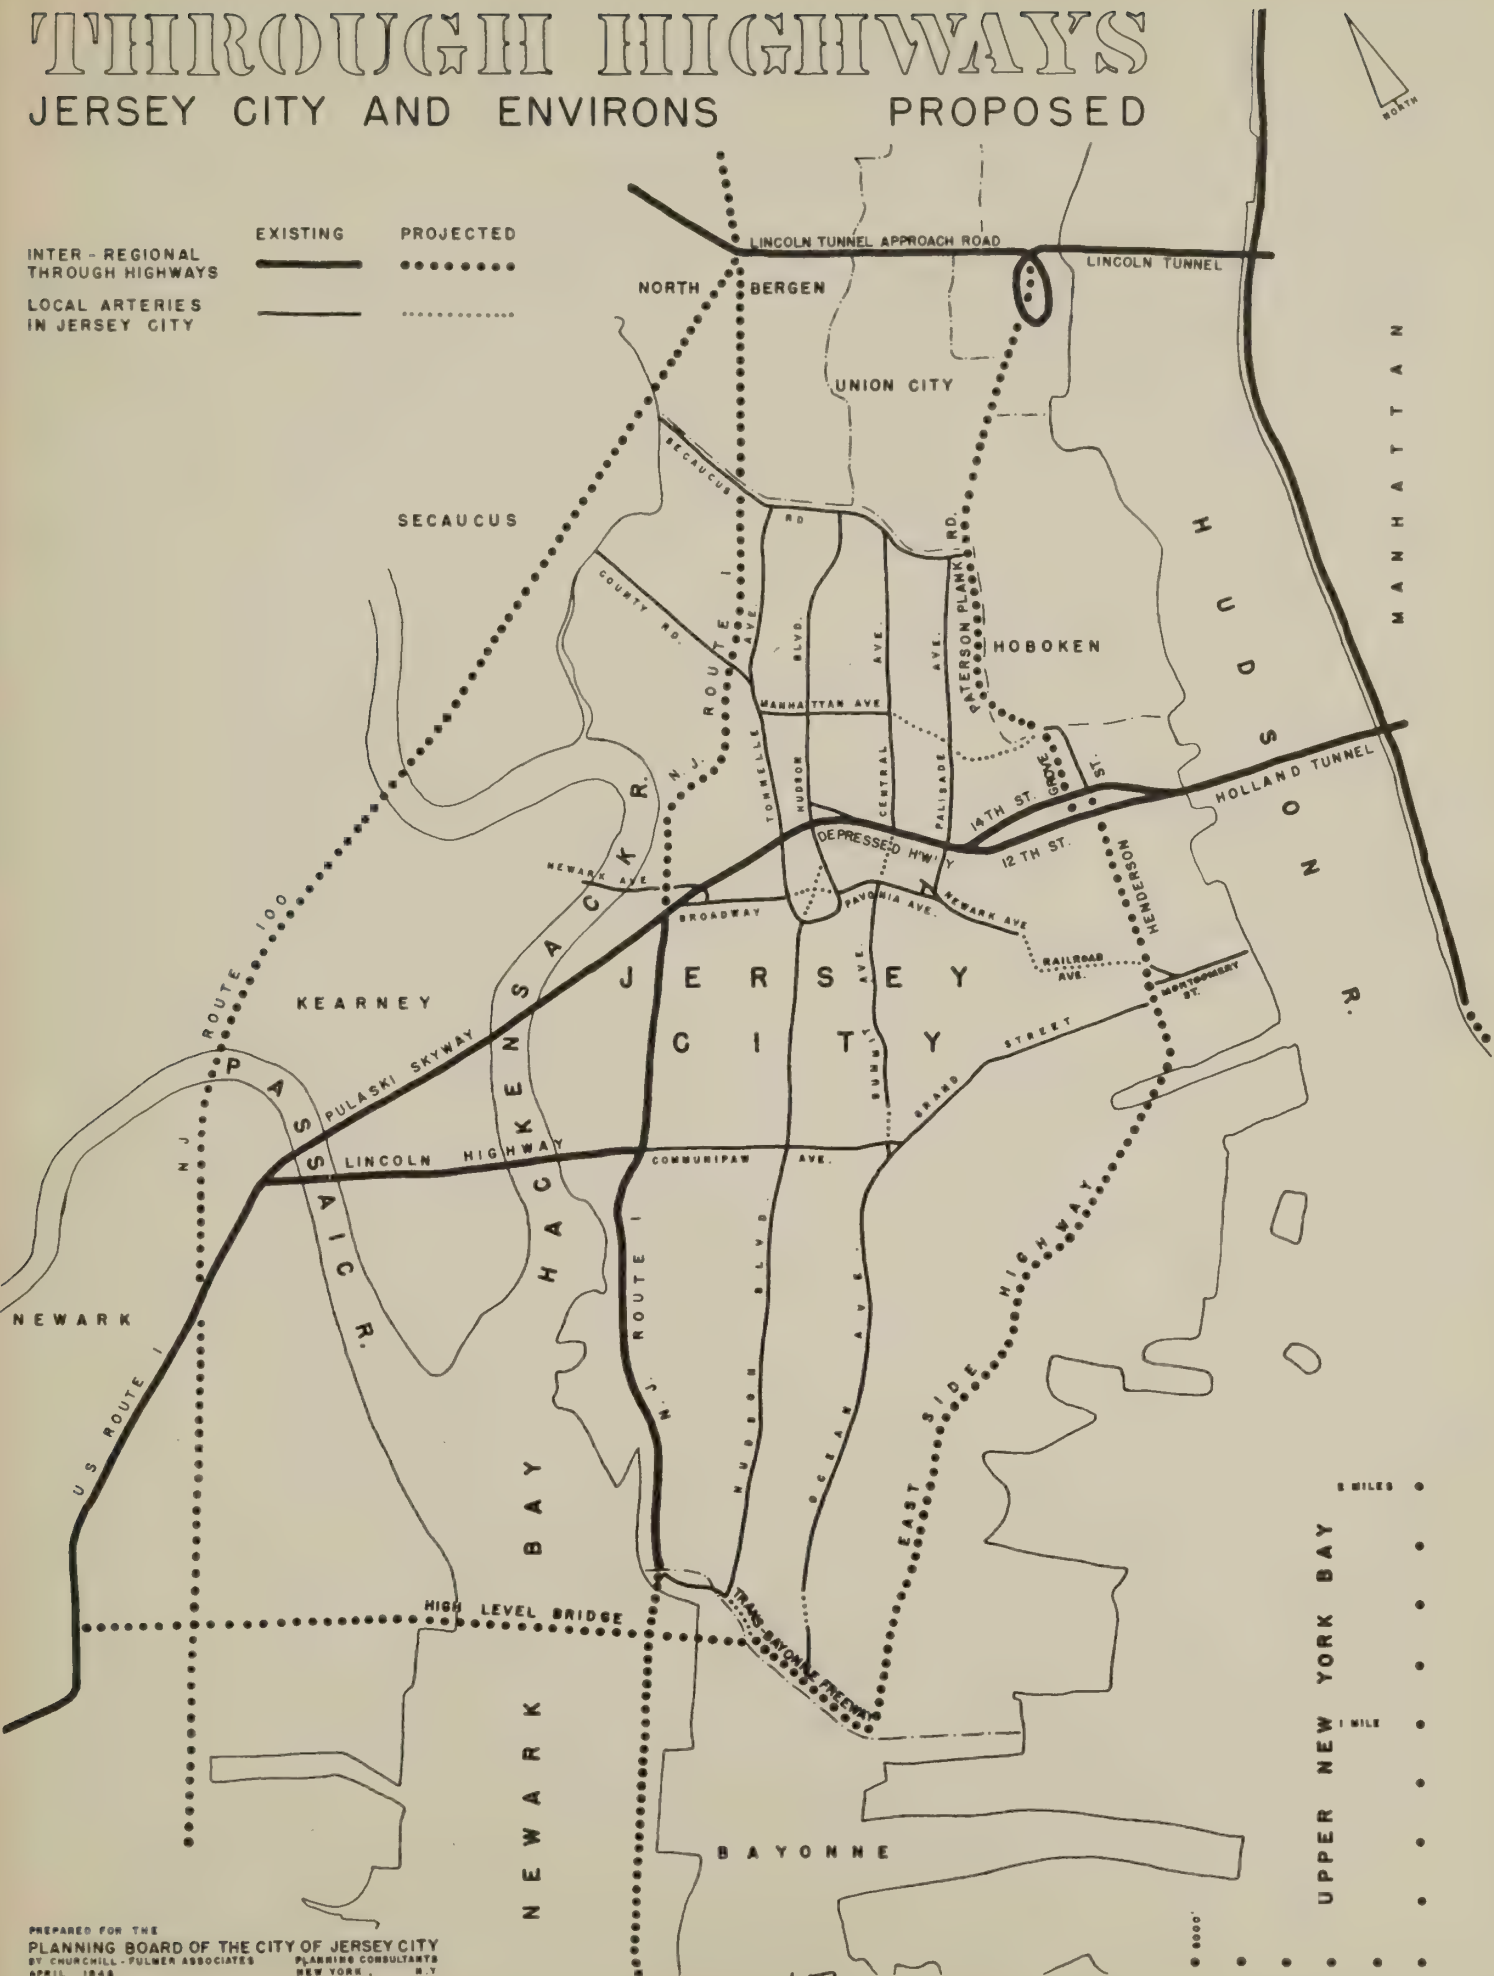 THROUGH HIGHWAYS
JERSEY CITY AND ENVIRONS PROPOSED
NORTH
EXISTING PROJECTED
INTER-REGIONAL
THROUGH HIGHWAYS
LOCAL ARTERIES
IN JERSEY CITY
LINCOLN TUNNEL APPROACH ROAD
LINCOLN TUNNEL
NORTH BERGEN
UNION CITY
MANHATTAN
SECAUCUS RD
SECAUCUS
COUNTY RD.
N.J. ROUTE 1
TONNELLE AVE.
HUDSON BLVD.
CENTRAL AVE.
PALISADE AVE.
PATERSON PLANK RD.
HOBOKEN
HUDSON R.
MANHATTAN AVE
GROVE ST.
14TH ST.
12 TH ST.
HOLLAND TUNNEL
DEPRESSED H'W'Y
HENDERSON
NEWARK AVE
BROADWAY
PAVONIA AVE.
NEWARK AVE
RAILROAD
AVE.
MONTGOMERY
ST.
HACKENSACK R.
N J ROUTE 100
KEARNEY
JERSEY
CITY
SUMMIT AVE.
GRAND STREET
PASSAIC R.
PULASKI SKYWAY
LINCOLN HIGHWAY
COMMUNIPAW AVE.
NEWARK
U S ROUTE 1
N.J. ROUTE 1
HUDSON BLVD
OCEAN AVE.
EAST SIDE HIGHWAY
HIGH LEVEL BRIDGE
TRANS-BAYONNE FREEWAY
NEWARK BAY
BAYONNE
UPPER NEW YORK BAY
2 MILES
1 MILE
PREPARED FOR THE
PLANNING BOARD OF THE CITY OF JERSEY CITY
BY CHURCHILL-FULMER ASSOCIATES PLANNING CONSULTANTS
APRIL NEW YORK, N.Y